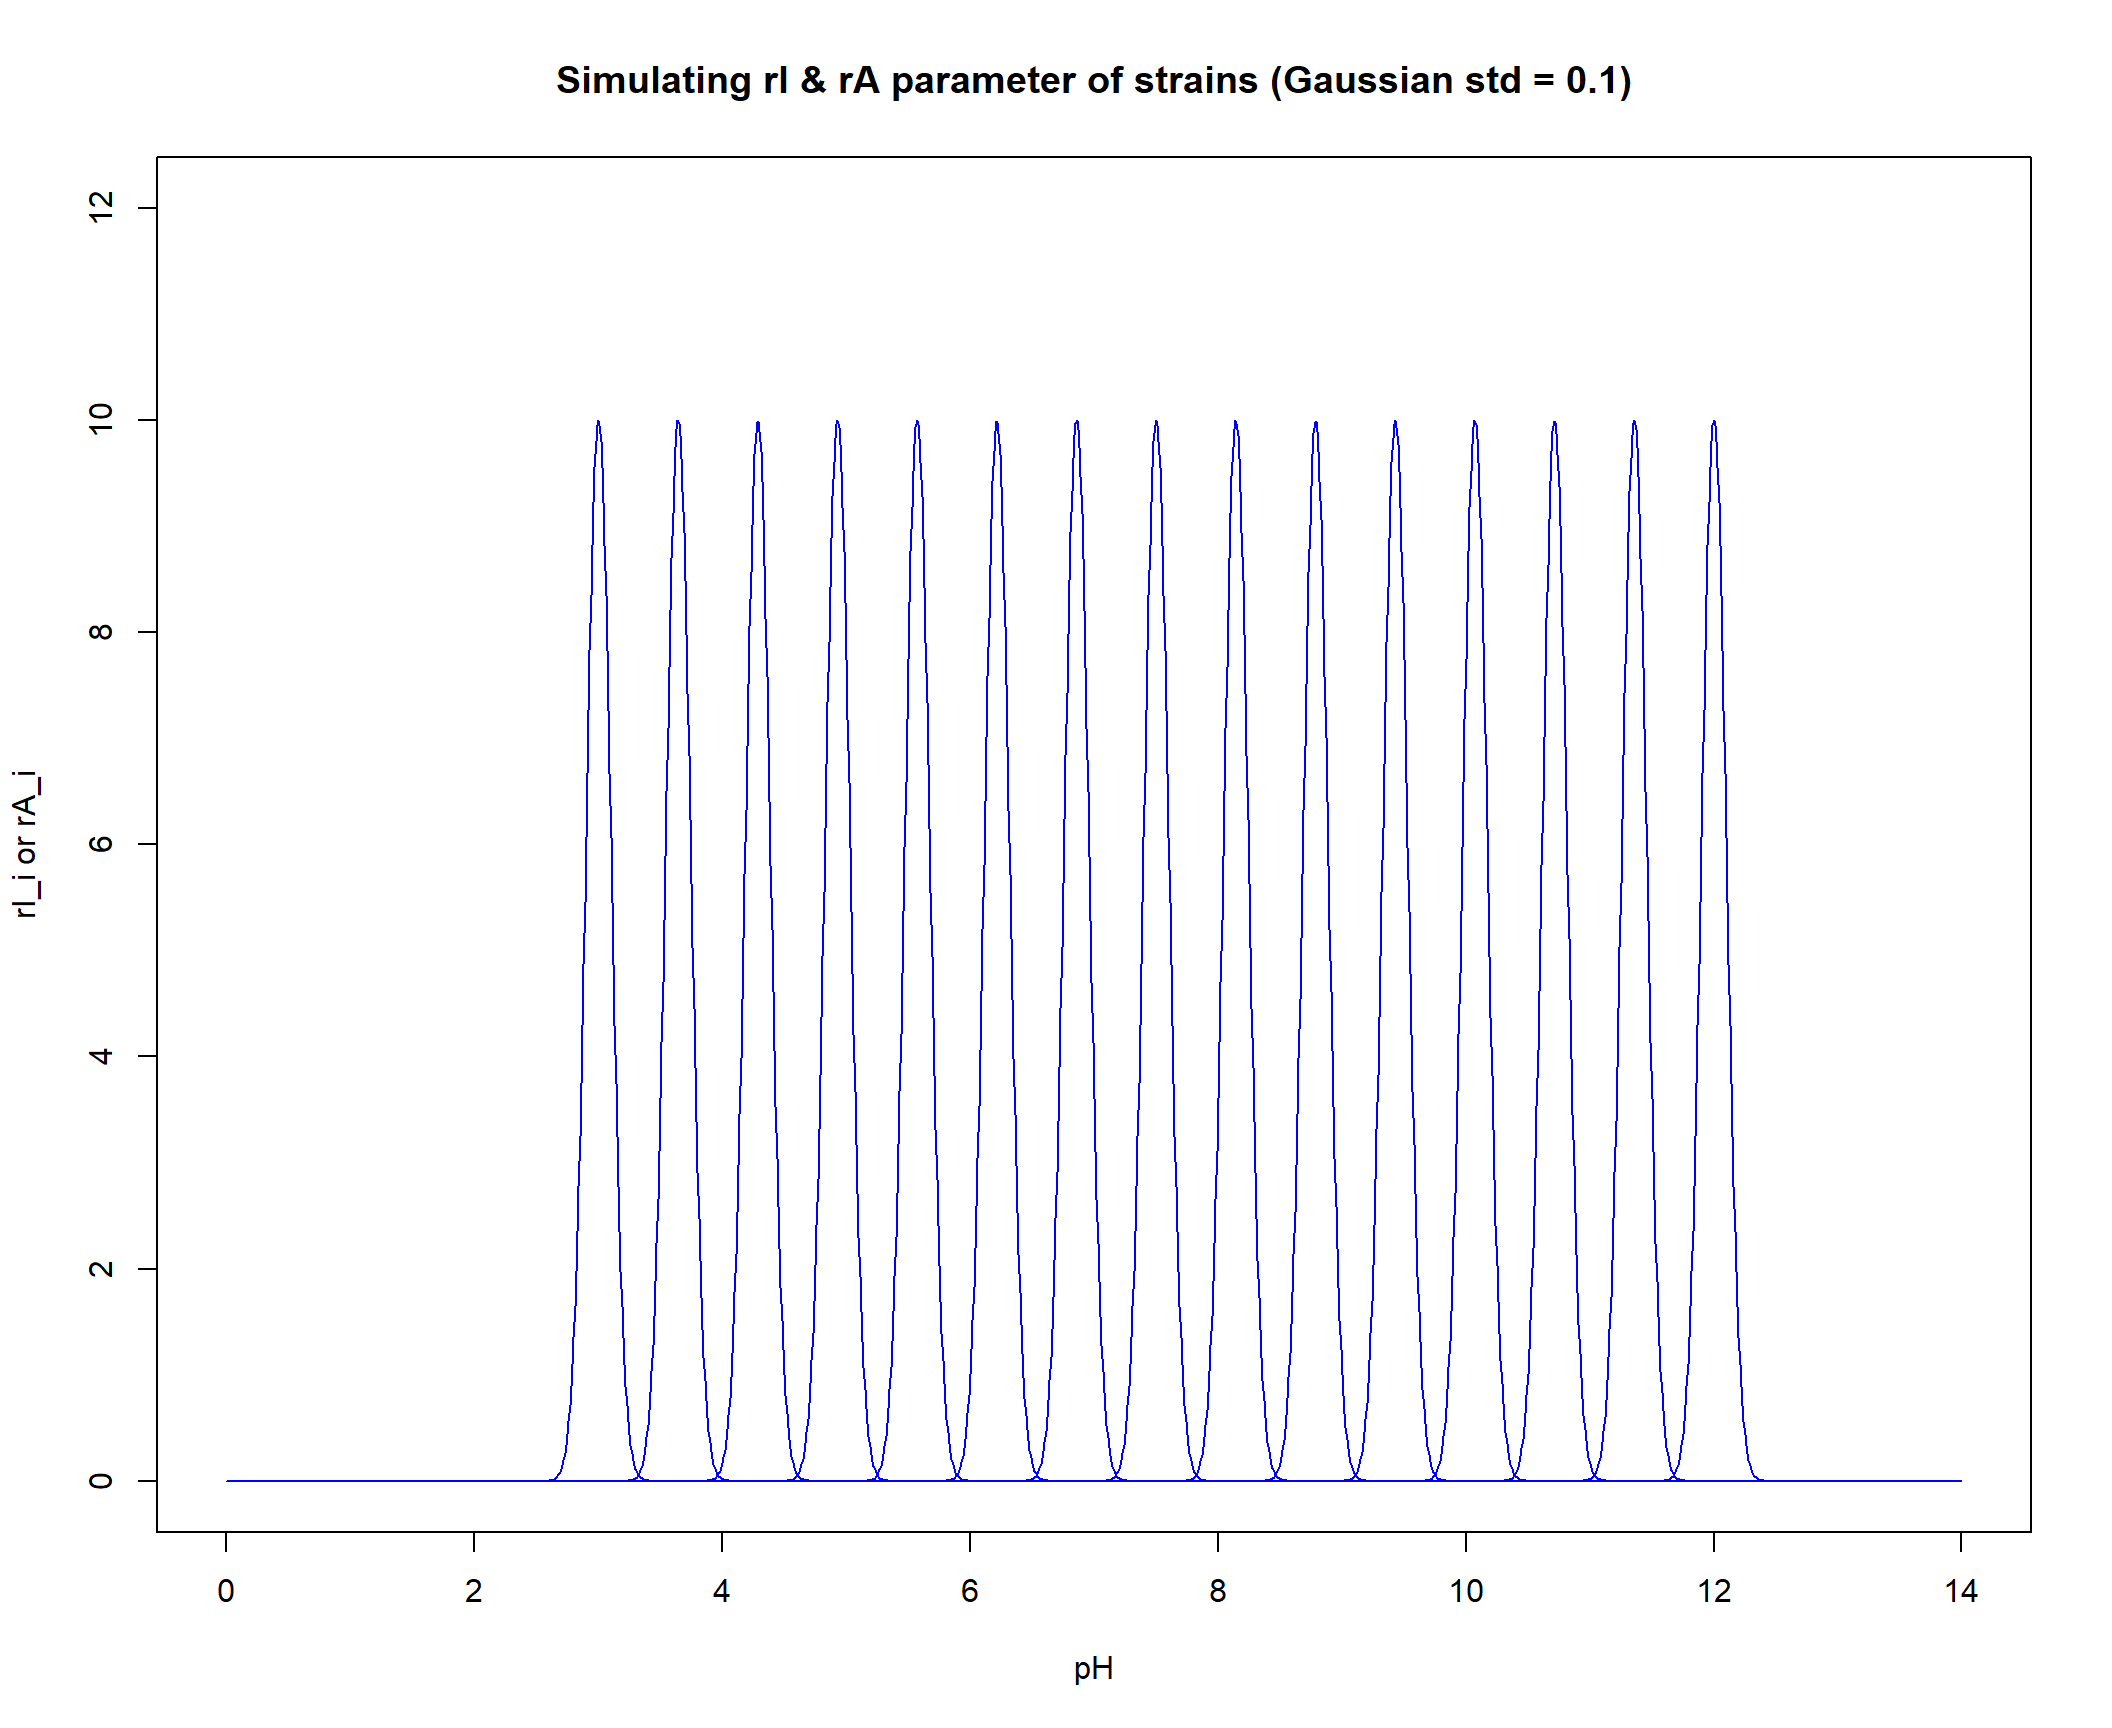 Simulating rI & rA parameter of strains (Gaussian std = 0.1)
12
10
8
6
4
2
0
rI_i or rA_i
0 2 4 6 8 10 12 14
pH